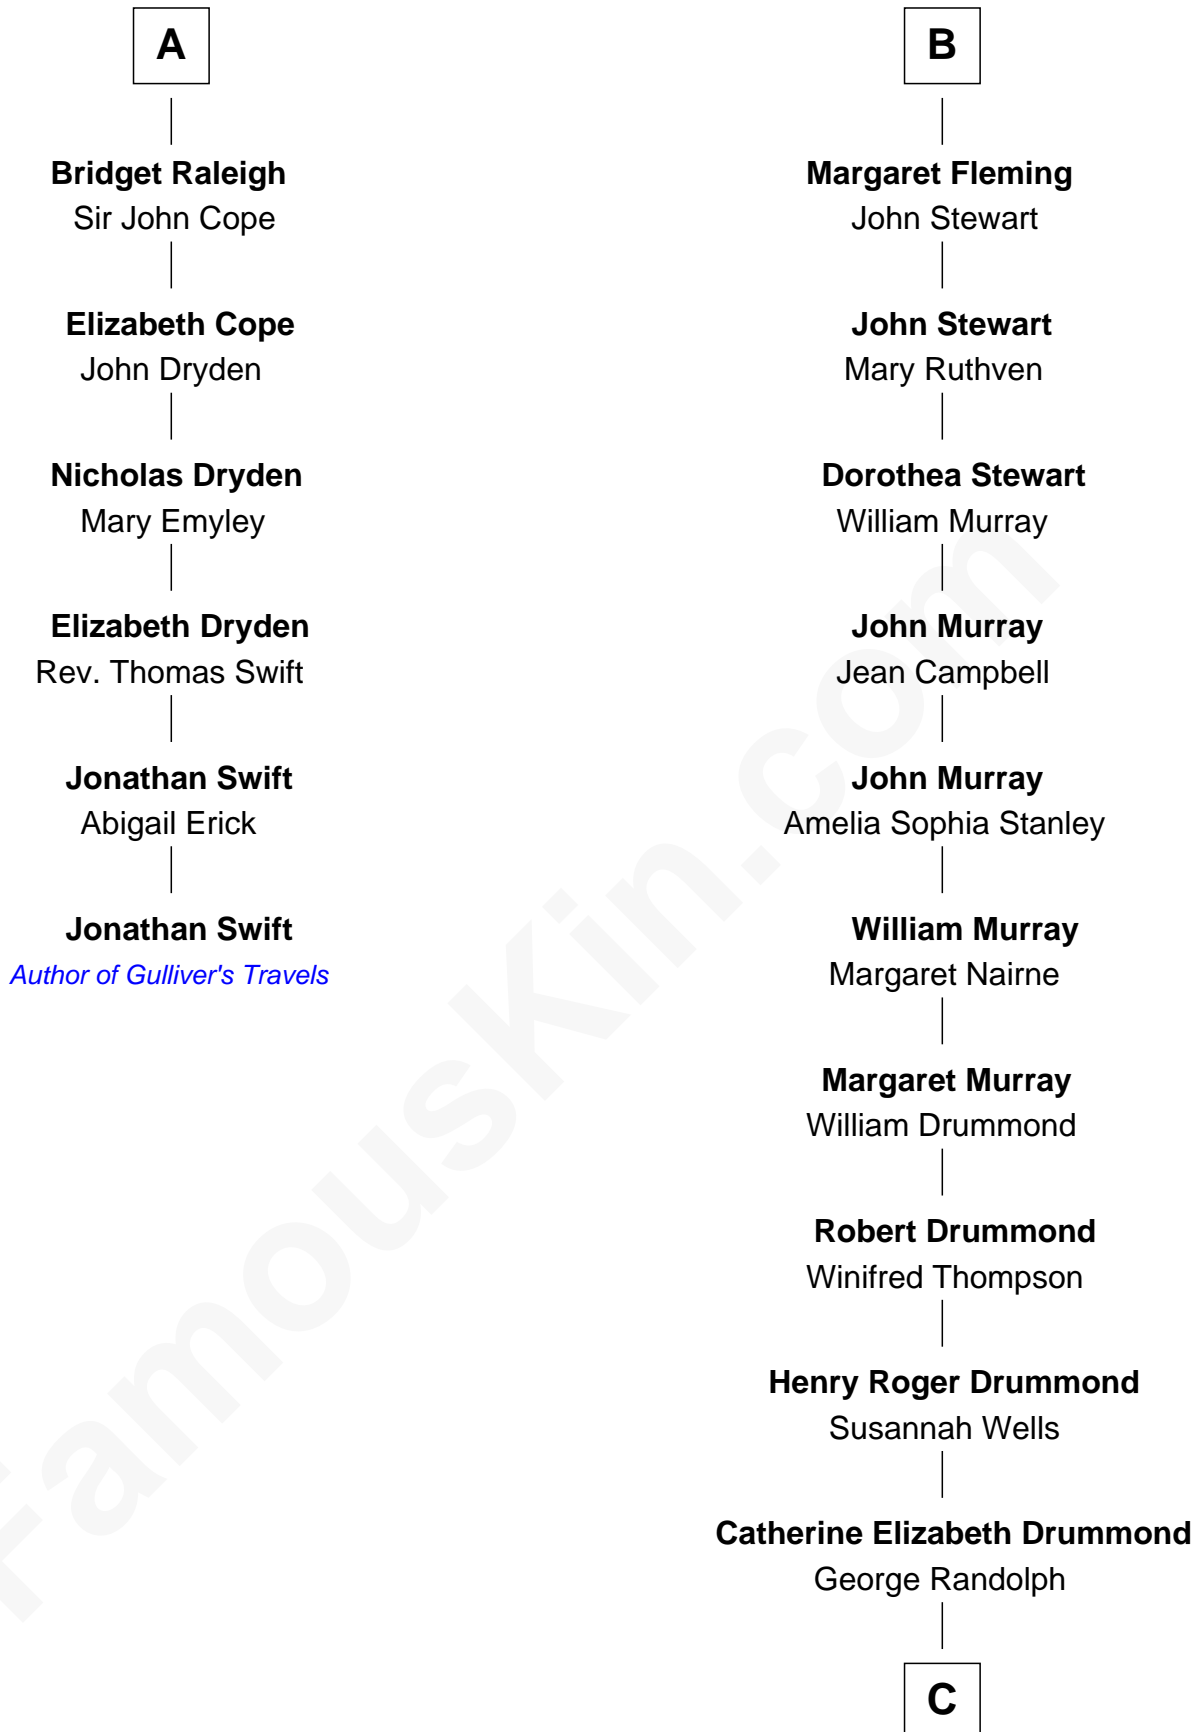 A
Bridget Raleigh
Sir John Cope
Elizabeth Cope
John Dryden
Nicholas Dryden
Mary Emyley
Elizabeth Dryden
Rev. Thomas Swift
Jonathan Swift
Abigail Erick
Jonathan Swift
Author of Gulliver's Travels
B
Margaret Fleming
John Stewart
John Stewart
Mary Ruthven
Dorothea Stewart
William Murray
John Murray
Jean Campbell
John Murray
Amelia Sophia Stanley
William Murray
Margaret Nairne
Margaret Murray
William Drummond
Robert Drummond
Winifred Thompson
Henry Roger Drummond
Susannah Wells
Catherine Elizabeth Drummond
George Randolph
C
FamousKin.com